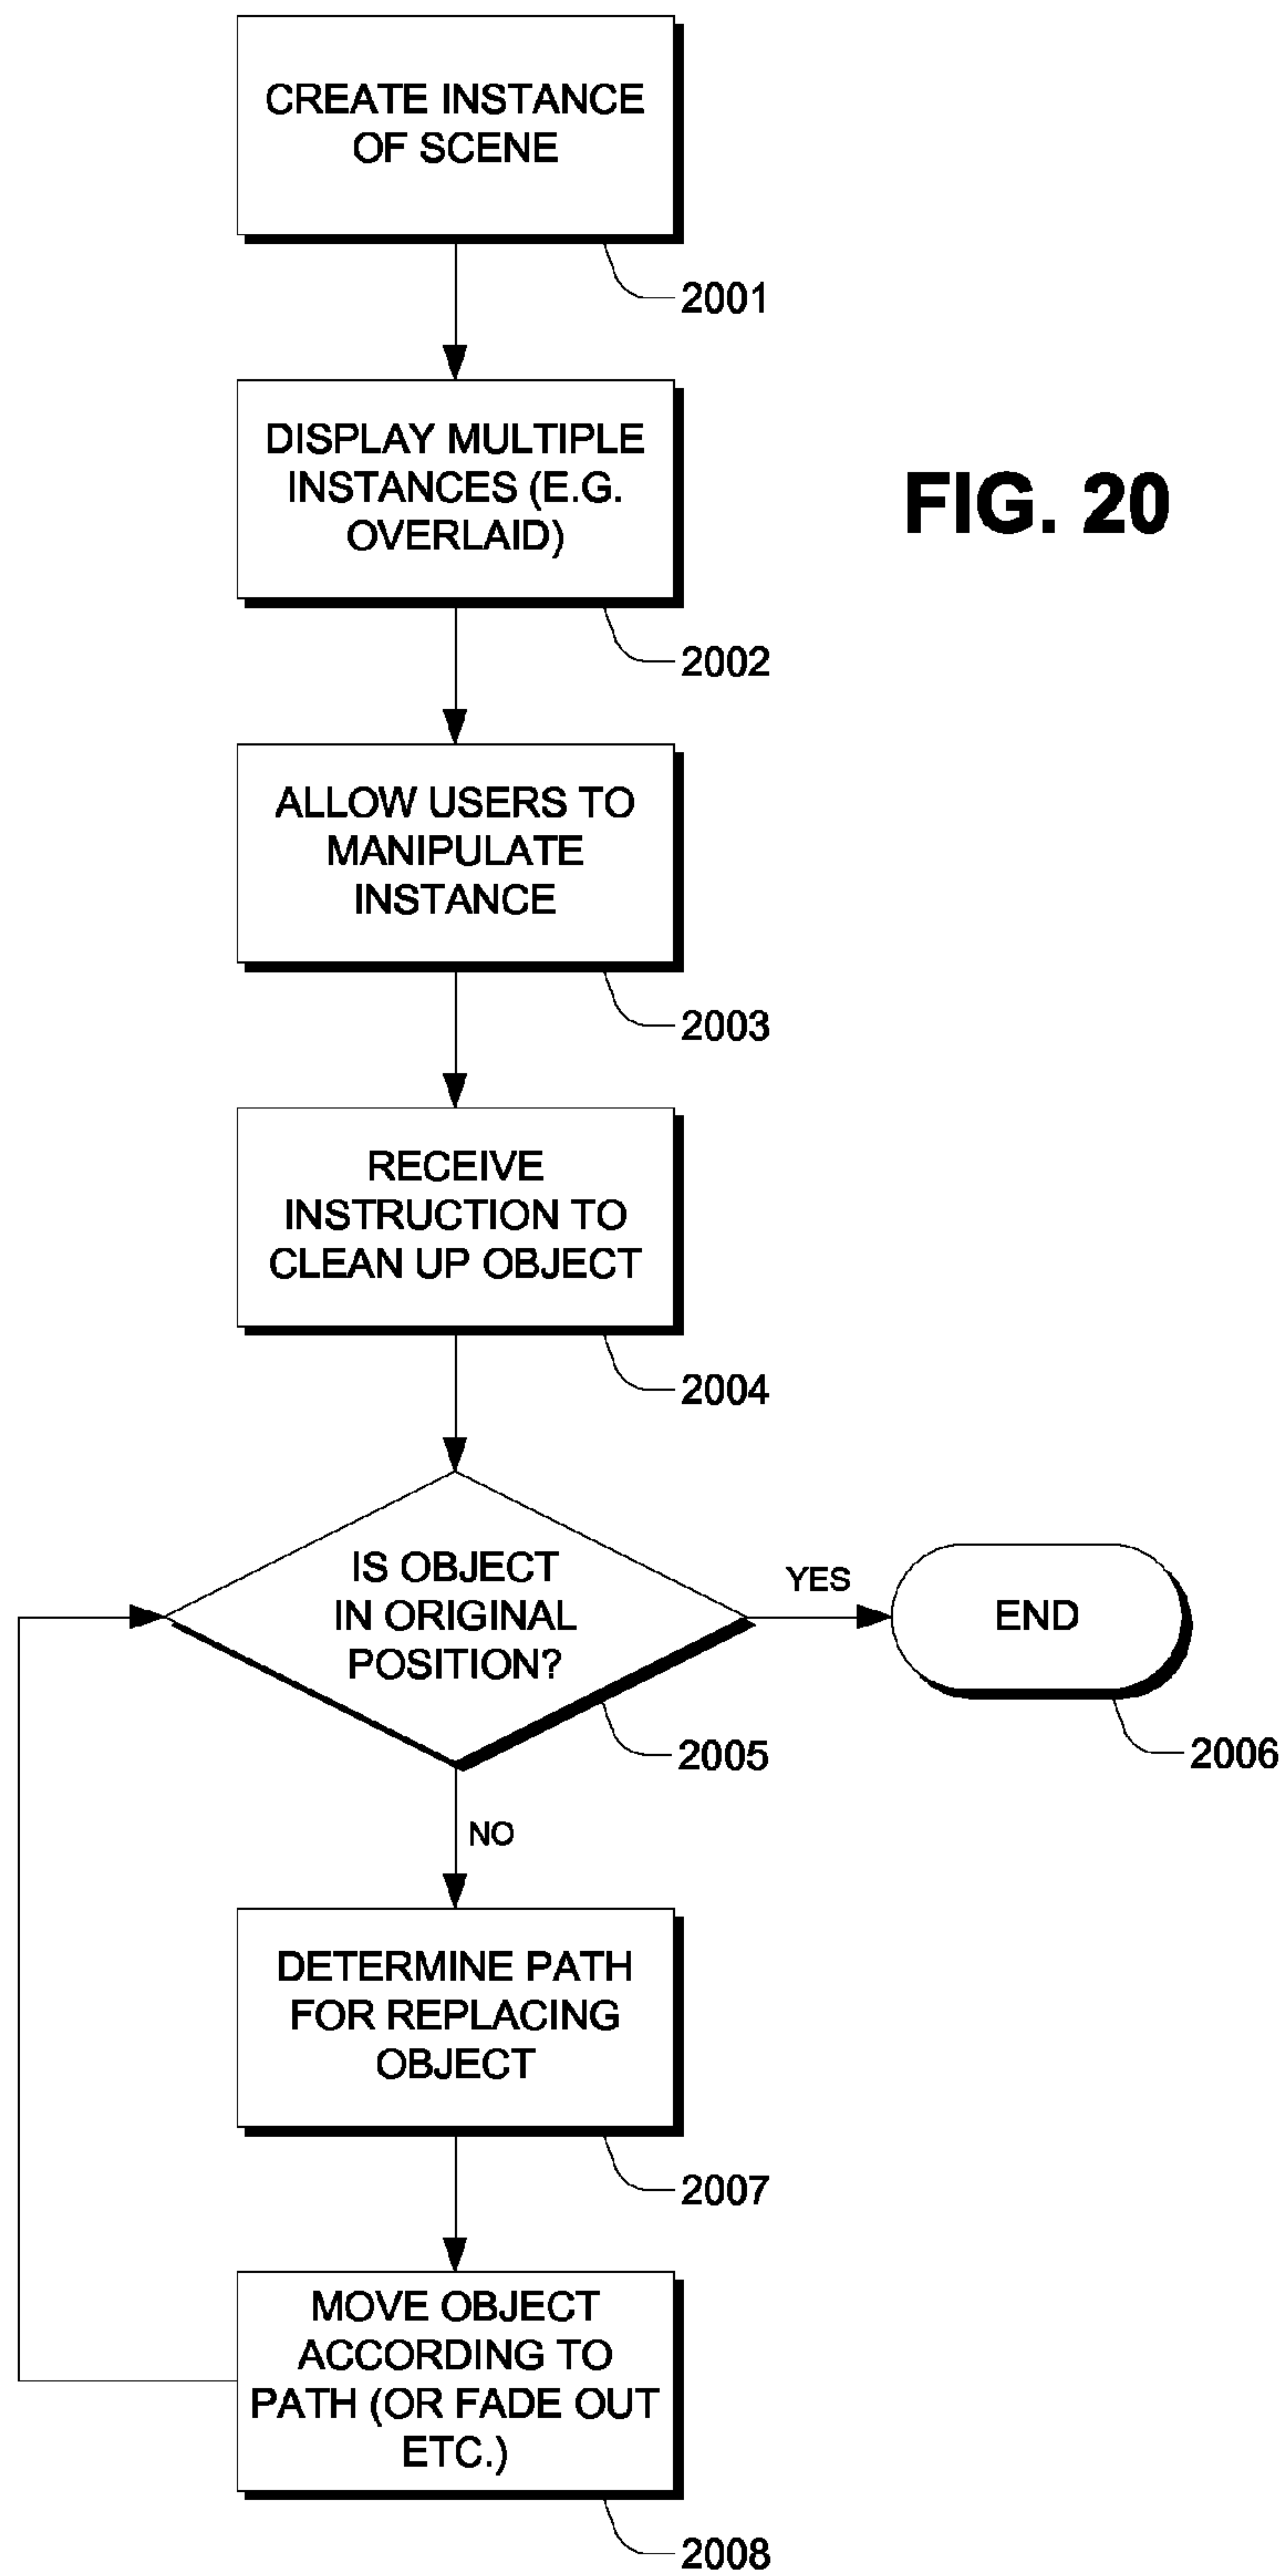 CREATE INSTANCE
OF SCENE
2001
DISPLAY MULTIPLE
INSTANCES (E.G.
OVERLAID)
FIG. 20
2002
ALLOW USERS TO
MANIPULATE
INSTANCE
2003
RECEIVE
INSTRUCTION TO
CLEAN UP OBJECT
2004
IS OBJECT
IN ORIGINAL
POSITION?
YES
END
2005
2006
NO
DETERMINE PATH
FOR REPLACING
OBJECT
2007
MOVE OBJECT
ACCORDING TO
PATH (OR FADE OUT
ETC.)
2008